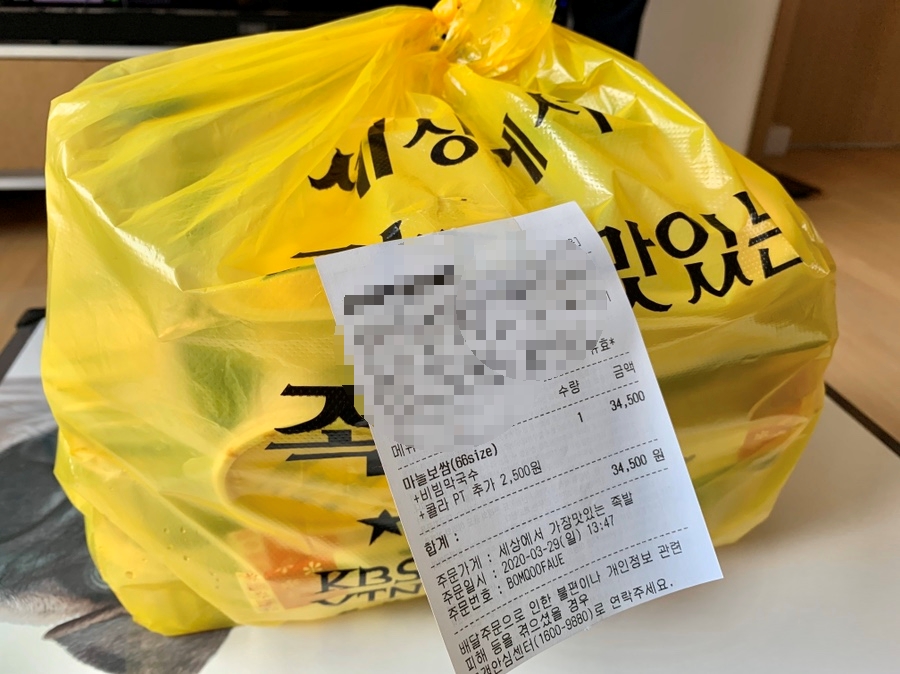 세상에서
맛있는
족
KBS
수량 금액
1 34,500
마늘보쌈(66size)
+비빔막국수
+콜라 PT 추가 2,500원
34,500 원
합계 :
주문가게 : 세상에서 가장맛있는 족발
주문일시 : 2020-03-29(일) 13:47
주문번호 : B0MQ00FAUE
배달주문으로 인한 불편이나 개인정보 관련
피해 등을 겪으셨을 경우
고객안심센터(1600-9880)로 연락주세요.